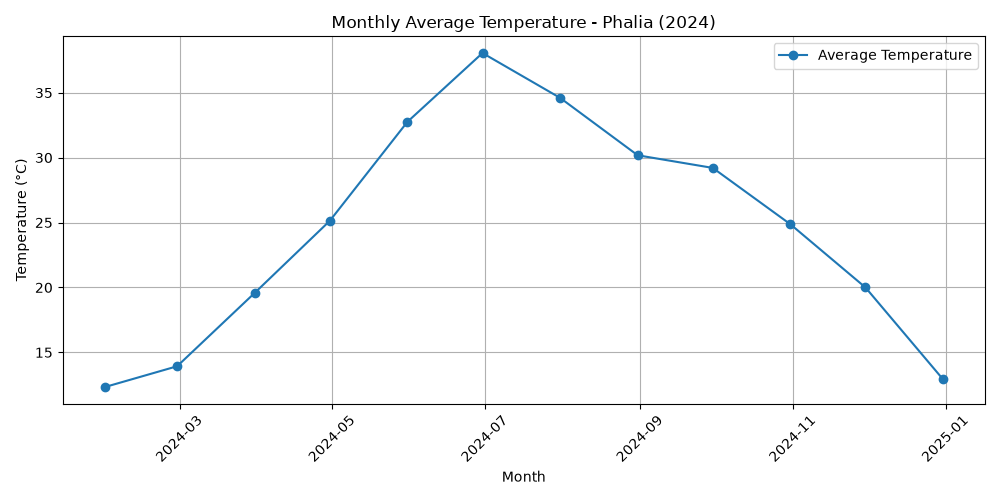 Monthly Average Temperature - Phalia (2024)
Average Temperature
Temperature (°C)
35
30
25
20
15
2024-03
2024-05
2024-07
2024-09
2024-11
2025-01
Month